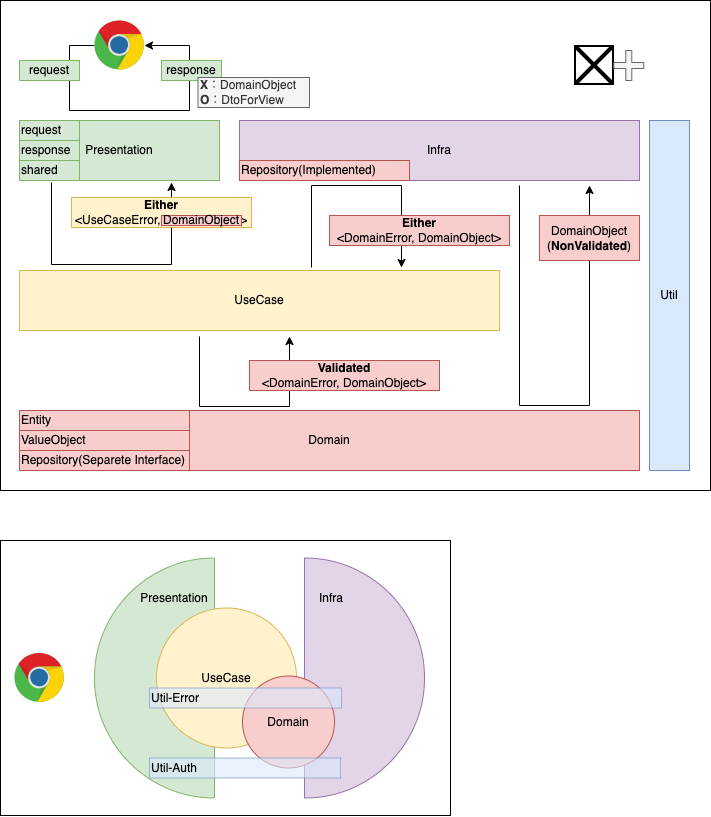 request
response
X：DomainObject
O：DtoForView
request
response
shared
Presentation
Infra
Repository(Implemented)
Either
<UseCaseError,DomainObject>
Either
<DomainError, DomainObject>
DomainObject
(NonValidated)
UseCase
Util
Validated
<DomainError, DomainObject>
Entity
ValueObject
Repository(Separete Interface)
Domain
Presentation
Infra
UseCase
Util-Error
Domain
Util-Auth